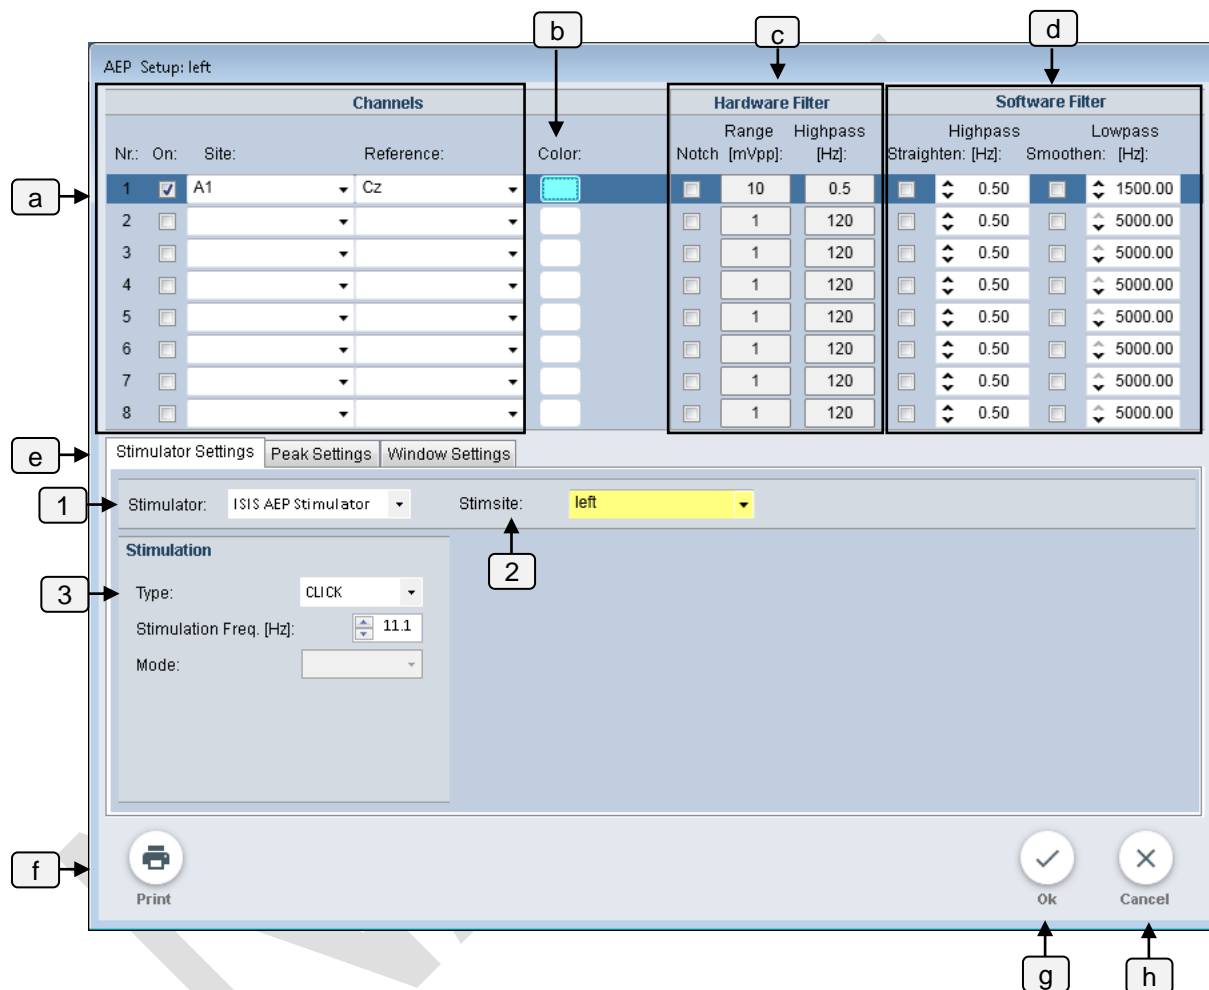 b c d
AEP Setup: left
Channels Hardware Filter Software Filter
Range Highpass Highpass Lowpass
Nr.: On: Site: Reference: Color: Notch [mVpp]: [Hz]: Straighten: [Hz]: Smoothen: [Hz]:
a 1 A1 Cz 10 0.5 0.50 1500.00
2 1 120 0.50 5000.00
3 1 120 0.50 5000.00
4 1 120 0.50 5000.00
5 1 120 0.50 5000.00
6 1 120 0.50 5000.00
7 1 120 0.50 5000.00
8 1 120 0.50 5000.00
e Stimulator Settings Peak Settings Window Settings
1 Stimulator: ISIS AEP Stimulator Stimsite: left
Stimulation
2
3 Type: CLICK
Stimulation Freq. [Hz]: 11.1
Mode:
f
Print Ok Cancel
g h